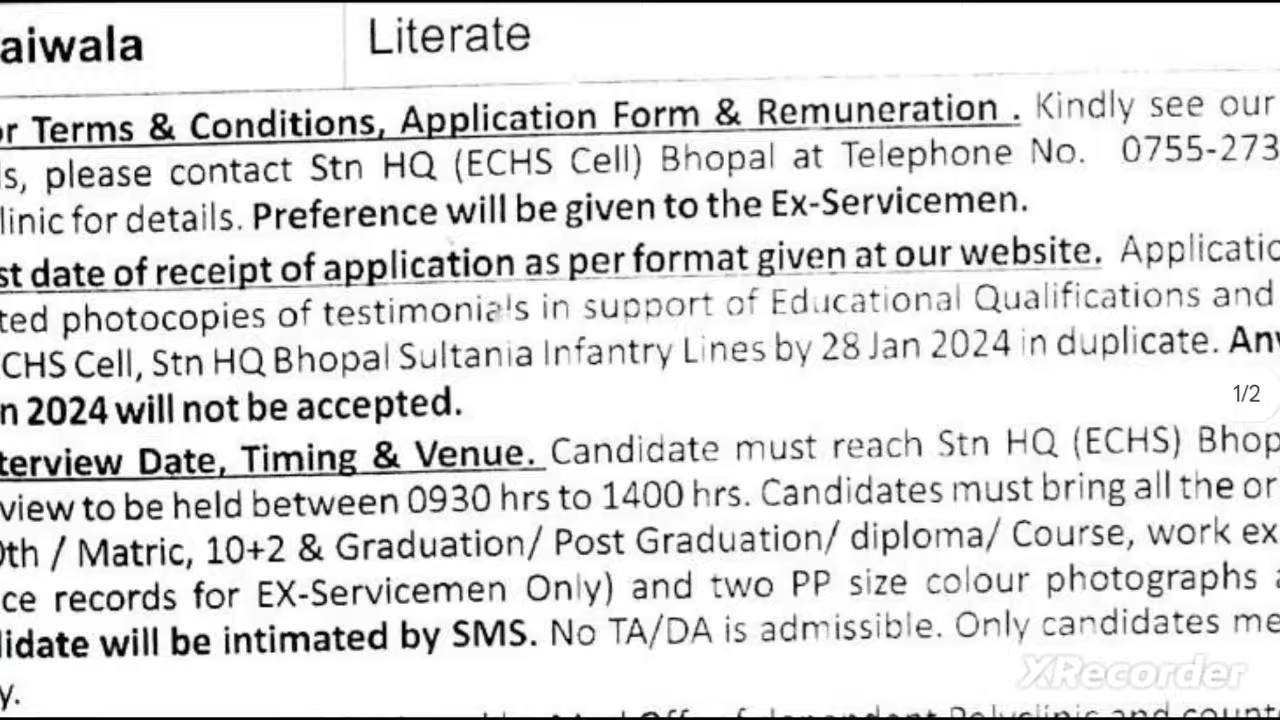 aiwala Literate
or Terms & Conditions, Application Form & Remuneration . Kindly see our
ls, please contact Stn HQ (ECHS Cell) Bhopal at Telephone No. 0755-273
linic for details. Preference will be given to the Ex-Servicemen.
st date of receipt of application as per format given at our website. Applicatio
ted photocopies of testimonials in support of Educational Qualifications and
CHS Cell, Stn HQ Bhopal Sultania Infantry Lines by 28 Jan 2024 in duplicate. Any
n 2024 will not be accepted.
1/2
terview Date, Timing & Venue. Candidate must reach Stn HQ (ECHS) Bhop
view to be held between 0930 hrs to 1400 hrs. Candidates must bring all the or
0th / Matric, 10+2 & Graduation/ Post Graduation/ diploma/ Course, work ex
ce records for EX-Servicemen Only) and two PP size colour photographs a
lidate will be intimated by SMS. No TA/DA is admissible. Only candidates me
y.
XRecorder